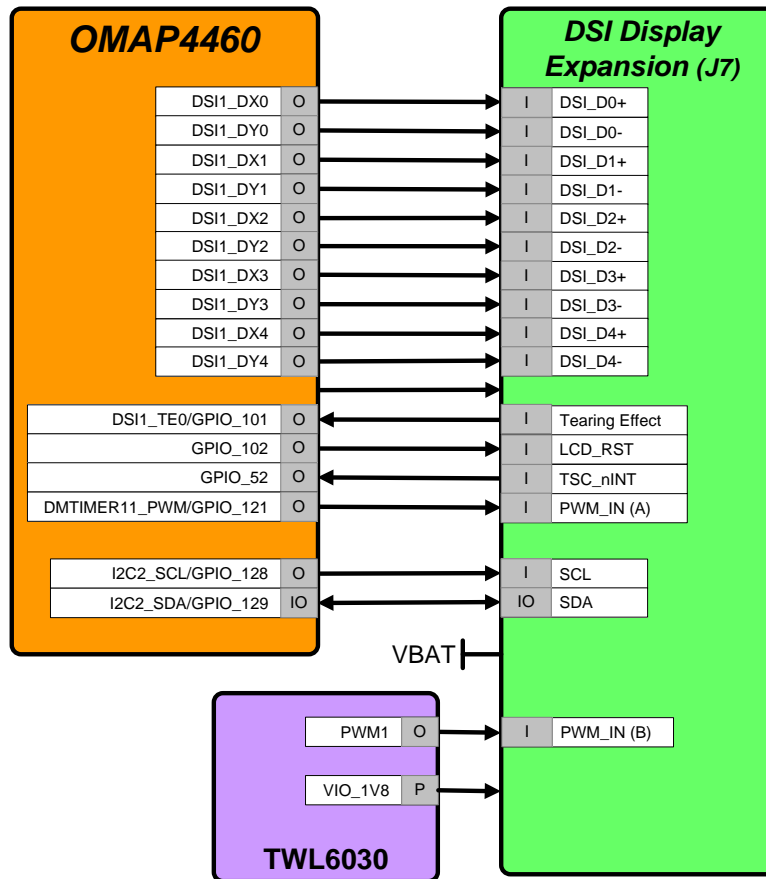 OMAP4460
DSI Display
Expansion (J7)
DSI1_DX0 O I DSI_D0+
DSI1_DY0 O I DSI_D0-
DSI1_DX1 O I DSI_D1+
DSI1_DY1 O I DSI_D1-
DSI1_DX2 O I DSI_D2+
DSI1_DY2 O I DSI_D2-
DSI1_DX3 O I DSI_D3+
DSI1_DY3 O I DSI_D3-
DSI1_DX4 O I DSI_D4+
DSI1_DY4 O I DSI_D4-
DSI1_TE0/GPIO_101 O I Tearing Effect
GPIO_102 O I LCD_RST
GPIO_52 O I TSC_nINT
DMTIMER11_PWM/GPIO_121 O I PWM_IN (A)
I2C2_SCL/GPIO_128 O I SCL
I2C2_SDA/GPIO_129 IO IO SDA
VBAT
PWM1 O I PWM_IN (B)
VIO_1V8 P
TWL6030